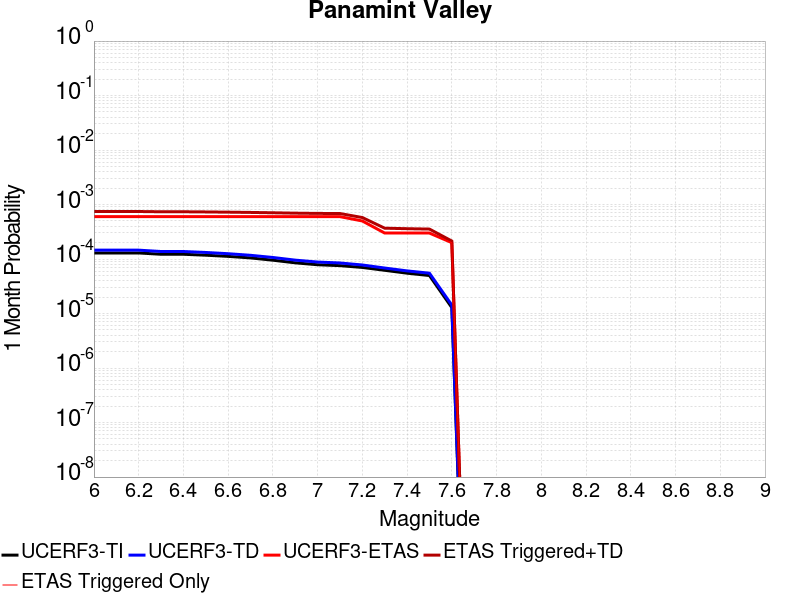 Panamint Valley
1 Month Probability
10^0
10^-1
10^-2
10^-3
10^-4
10^-5
10^-6
10^-7
10^-8
6 6.2 6.4 6.6 6.8 7 7.2 7.4 7.6 7.8 8 8.2 8.4 8.6 8.8 9
Magnitude
UCERF3-TI UCERF3-TD UCERF3-ETAS ETAS Triggered+TD
ETAS Triggered Only